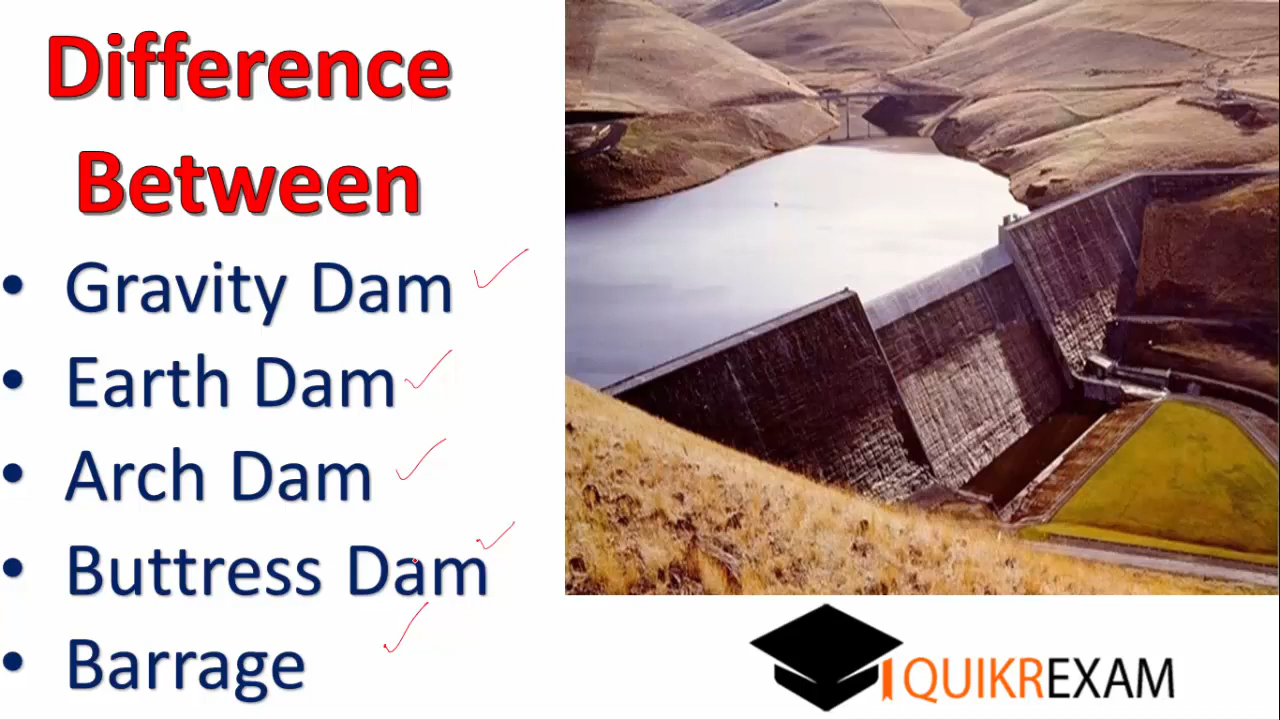 Difference
Between
• Gravity Dam
• Earth Dam
• Arch Dam
• Buttress Dam
• Barrage
QUIKREXAM